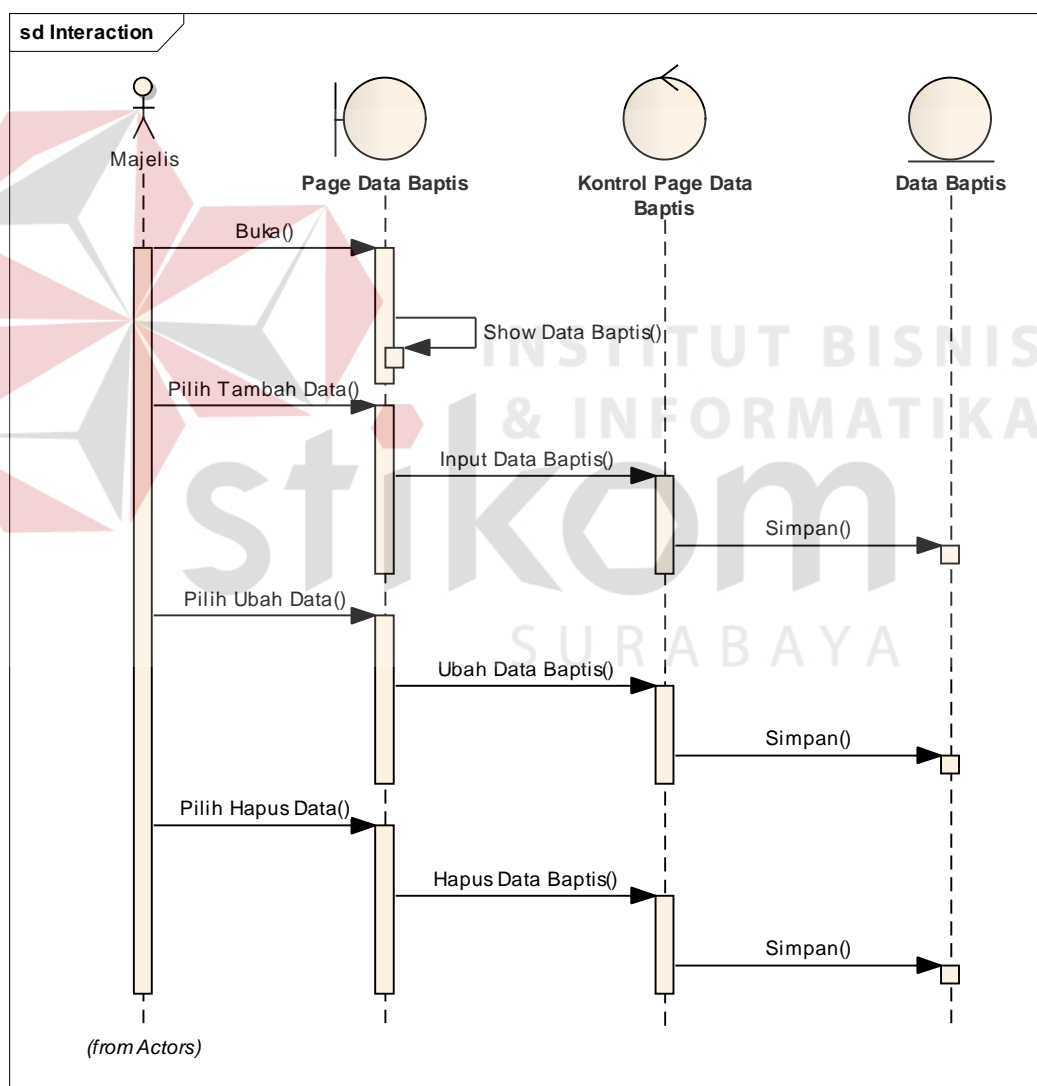 sd Interaction
Majelis
Page Data Baptis
Kontrol Page Data
Baptis
Data Baptis
Buka()
Show Data Baptis()
Pilih Tambah Data()
Input Data Baptis()
Simpan()
Pilih Ubah Data()
Ubah Data Baptis()
Simpan()
Pilih Hapus Data()
Hapus Data Baptis()
Simpan()
(from Actors)
INSTITUT BISNIS
& INFORMATIKA
stikom
SURABAYA